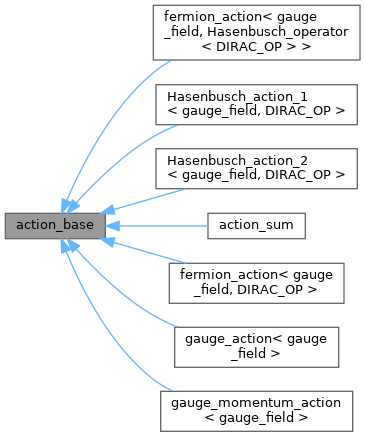 fermion_action< gauge
_field, Hasenbusch_operator
< DIRAC_OP > >
Hasenbusch_action_1
< gauge_field, DIRAC_OP >
Hasenbusch_action_2
< gauge_field, DIRAC_OP >
action_base
action_sum
fermion_action< gauge
_field, DIRAC_OP >
gauge_action< gauge
_field >
gauge_momentum_action
< gauge_field >